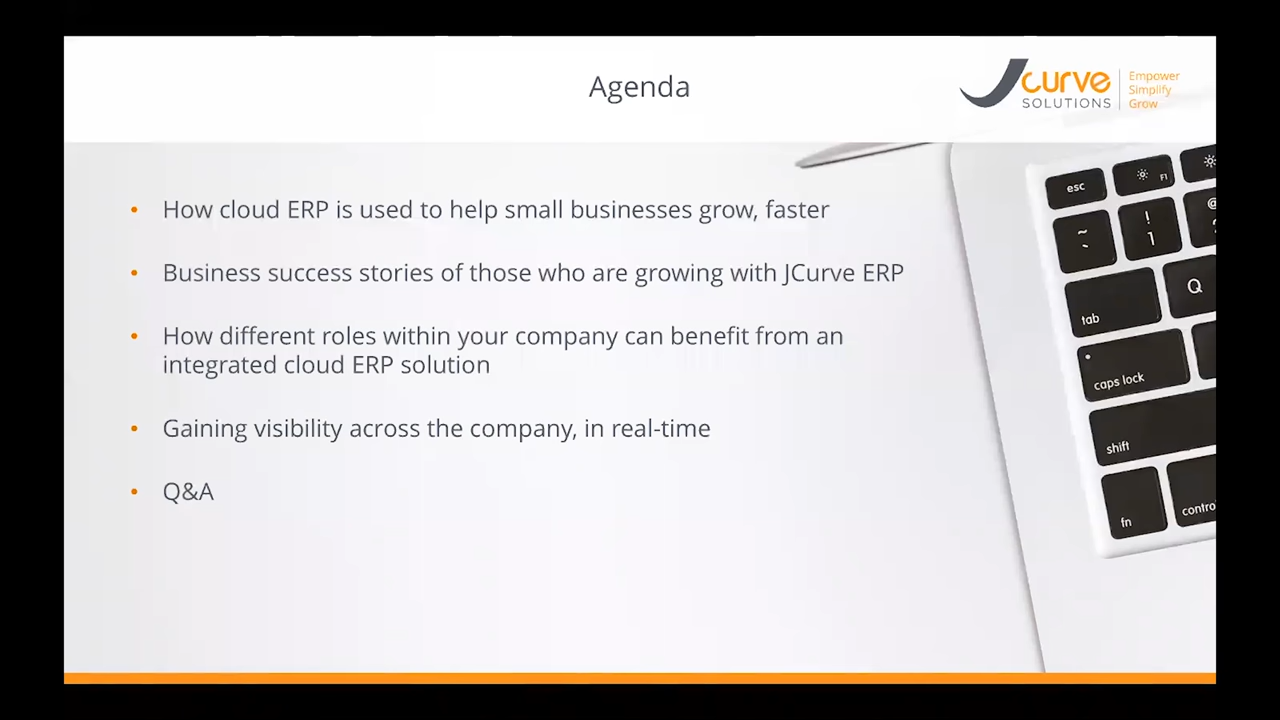 Agenda
Jcurve
SOLUTIONS
Empower
Simplify
Grow
• How cloud ERP is used to help small businesses grow, faster
• Business success stories of those who are growing with JCurve ERP
• How different roles within your company can benefit from an
integrated cloud ERP solution
• Gaining visibility across the company, in real-time
• Q&A
esc
F1
~
!
1
tab
Q
caps lock
shift
fn
contro